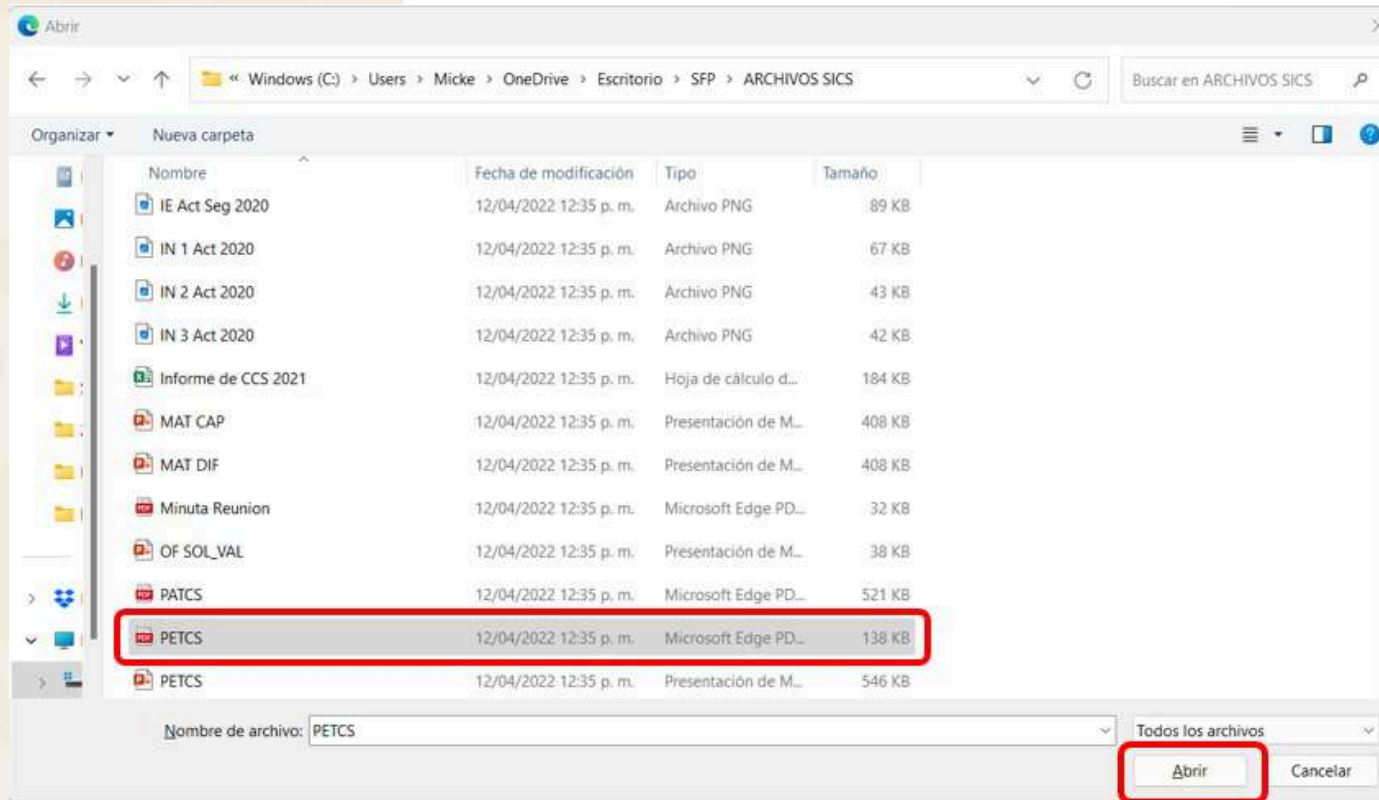 Abrir
« Windows (C:) > Users > Micke > OneDrive > Escritorio > SFP > ARCHIVOS SICS
Buscar en ARCHIVOS SICS
Organizar Nueva carpeta
Nombre Fecha de modificación Tipo Tamaño
IE Act Seg 2020 12/04/2022 12:35 p. m. Archivo PNG 89 KB
IN 1 Act 2020 12/04/2022 12:35 p. m. Archivo PNG 67 KB
IN 2 Act 2020 12/04/2022 12:35 p. m. Archivo PNG 43 KB
IN 3 Act 2020 12/04/2022 12:35 p. m. Archivo PNG 42 KB
Informe de CCS 2021 12/04/2022 12:35 p. m. Hoja de cálculo d... 184 KB
MAT CAP 12/04/2022 12:35 p. m. Presentación de M... 408 KB
MAT DIF 12/04/2022 12:35 p. m. Presentación de M... 408 KB
Minuta Reunion 12/04/2022 12:35 p. m. Microsoft Edge PD... 32 KB
OF SOL_VAL 12/04/2022 12:35 p. m. Presentación de M... 38 KB
PATCS 12/04/2022 12:35 p. m. Microsoft Edge PD... 521 KB
PETCS 12/04/2022 12:35 p. m. Microsoft Edge PD... 138 KB
PETCS 12/04/2022 12:35 p. m. Presentación de M... 546 KB
Nombre de archivo: PETCS Todos los archivos
Abrir Cancelar